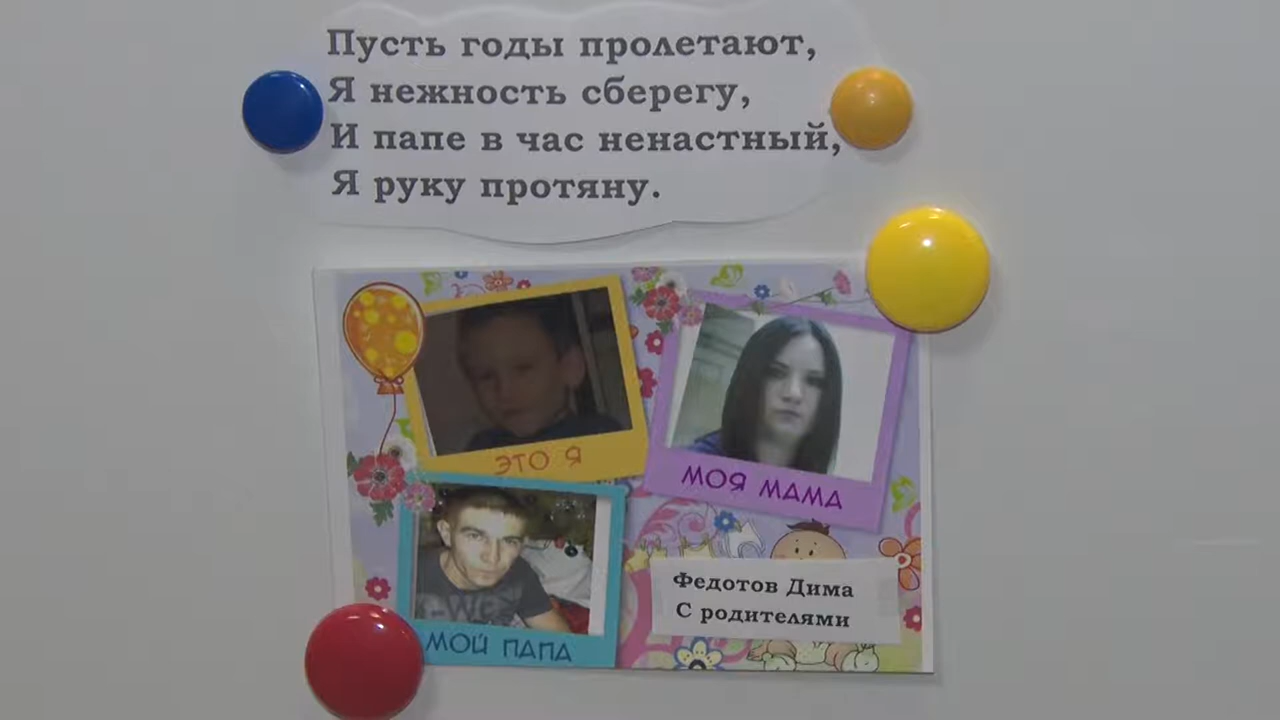 Пусть годы пролетают,
Я нежность сберегу,
И папе в час ненастный,
Я руку протяну.
ЭТО Я
МОЯ МАМА
МОЙ ПАПА
Федотов Дима
С родителями